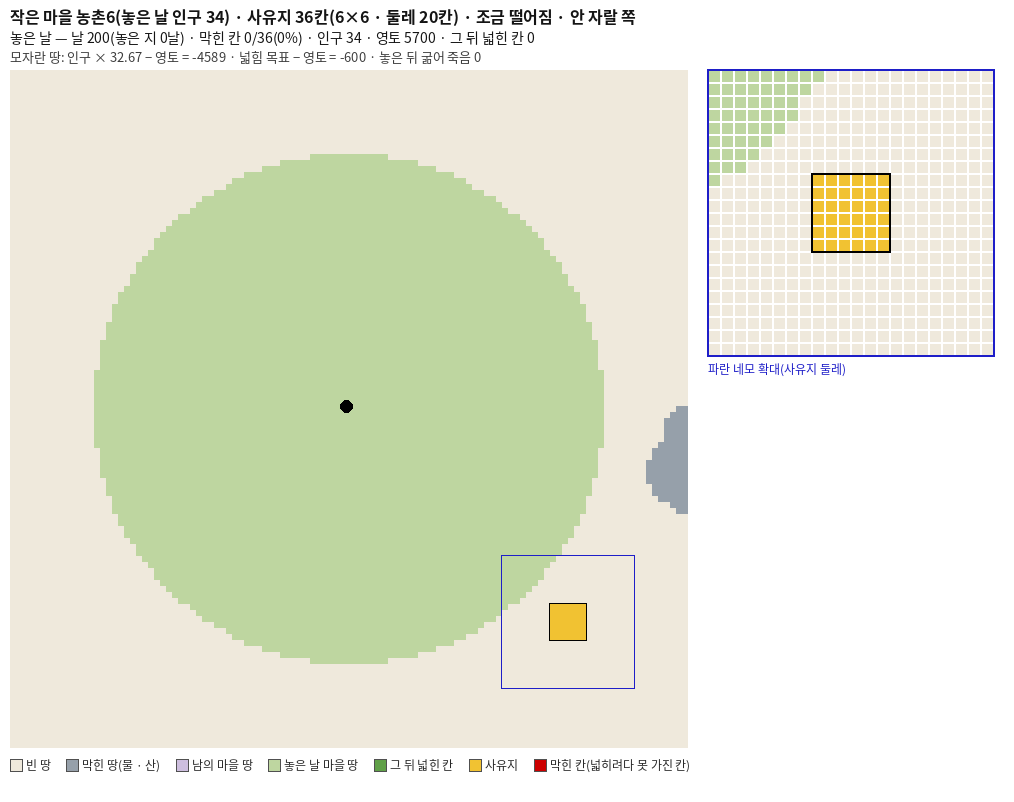 작은 마을 농촌6(놓은 날 인구 34) · 사유지 36칸(6×6 · 둘레 20칸) · 조금 떨어짐 · 안 자랄 쪽
놓은 날 — 날 200(놓은 지 0날) · 막힌 칸 0/36(0%) · 인구 34 · 영토 5700 · 그 뒤 넓힌 칸 0
모자란 땅: 인구 × 32.67 − 영토 = -4589 · 넓힘 목표 − 영토 = -600 · 놓은 뒤 굶어 죽음 0
파란 네모 확대(사유지 둘레)
빈 땅 막힌 땅(물 · 산) 남의 마을 땅 놓은 날 마을 땅 그 뒤 넓힌 칸 사유지 막힌 칸(넓히려다 못 가진 칸)